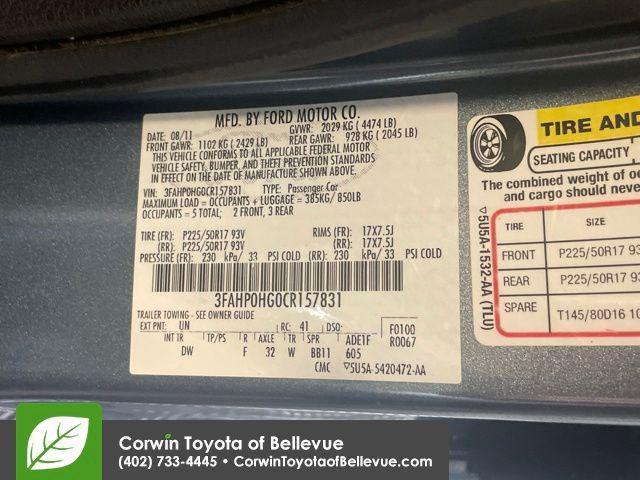 MFD. BY FORD MOTOR CO.
DATE: 08/11 GVWR: 2029 KG (4474 LB)
FRONT GAWR: 1102 KG (2429 LB) REAR GAWR: 928 KG (2045 LB)
THIS VEHICLE CONFORMS TO ALL APPLICABLE FEDERAL MOTOR
VEHICLE SAFETY, BUMPER, AND THEFT PREVENTION STANDARDS
IN EFFECT ON THE DATE OF MANUFACTURE SHOWN ABOVE.
VIN: 3FAHP0HG0CR157831 TYPE: Passenger Car
MAXIMUM LOAD = OCCUPANTS + LUGGAGE = 385KG/850LB
OCCUPANTS = 5 TOTAL; 2 FRONT, 3 REAR
TIRE (FR): P225/50R17 93V RIMS (FR): 17X7.5J
(RR): P225/50R17 93V (RR): 17X7.5J
PRESSURE (FR): 230 kPa/ 33 PSI COLD (RR): 230 kPa/ 33 PSI COLD
3FAHP0HG0CR157831
TRAILER TOWING - SEE OWNER GUIDE
EXT PNT: UN RC: 41 DSO: F0100
INT TR TP/PS R AXLE TR SPR ADETF R0067
DW F 32 W BB11 605
CMC ▽5U5A-5420472-AA
TIRE AND
SEATING CAPACITY
The combined weight of oc
and cargo should never
TIRE SIZE
FRONT P225/50R17 93
REAR P225/50R17 9
SPARE T145/80D16 10
▽5U5A-1532-AA (TLU)
Corwin Toyota of Bellevue
(402) 733-4445 • CorwinToyotaofBellevue.com